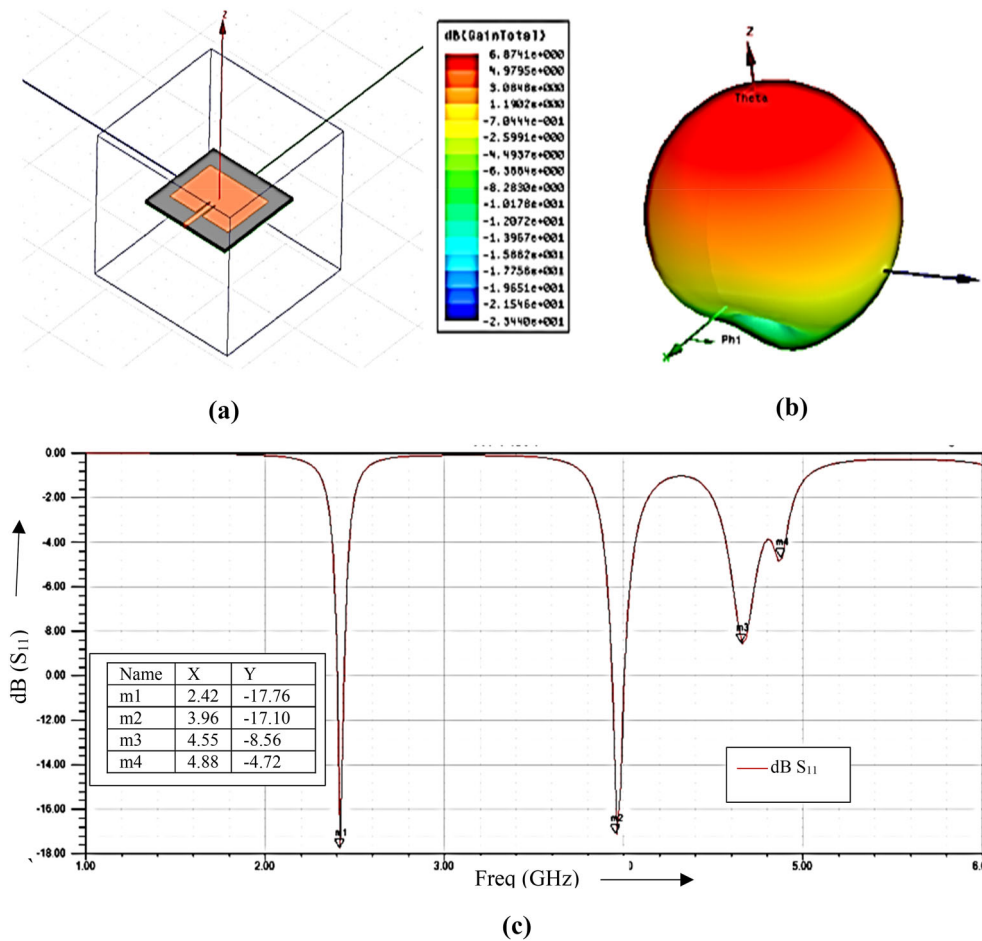 Z
dB(GainTotal)
6.8741e+000
4.9795e+000
3.0848e+000
1.1902e+000
-7.0444e-001
-2.5991e+000
-4.4937e+000
-6.3884e+000
-8.2830e+000
-1.0178e+001
-1.2072e+001
-1.3967e+001
-1.5862e+001
-1.7756e+001
-1.9651e+001
-2.1546e+001
-2.3440e+001
Z
Theta
Phi
X
(a)
(b)
dB (S11)
0.00
-2.00
-4.00
-6.00
8.00
0.00
-12.00
-14.00
-16.00
-18.00
m1
m2
m3
m4
Name X Y
m1 2.42 -17.76
m2 3.96 -17.10
m3 4.55 -8.56
m4 4.88 -4.72
dB S11
1.00 2.00 3.00 5.00 6.0
Freq (GHz)
(c)